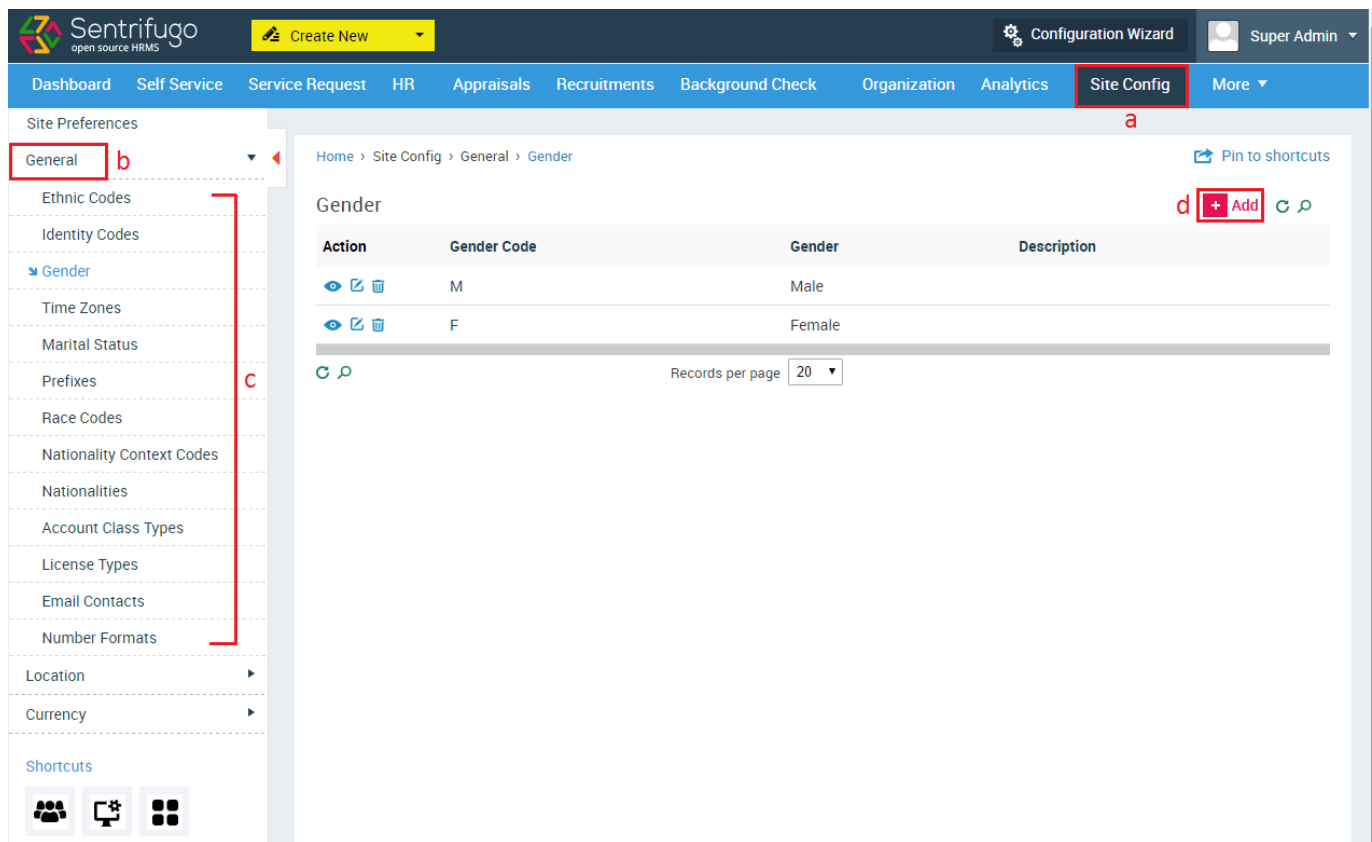 Sentrifugo
open source HRMS
Create New
Configuration Wizard
Super Admin
Dashboard Self Service Service Request HR Appraisals Recruitments Background Check Organization Analytics Site Config More
a
Site Preferences
General b
Home › Site Config › General › Gender
Pin to shortcuts
Ethnic Codes
Identity Codes
Gender
Time Zones
Marital Status
Prefixes
Race Codes
Nationality Context Codes
Nationalities
Account Class Types
License Types
Email Contacts
Number Formats
c
Location
Currency
Shortcuts
Gender
d + Add
Action Gender Code Gender Description
M Male
F Female
Records per page 20